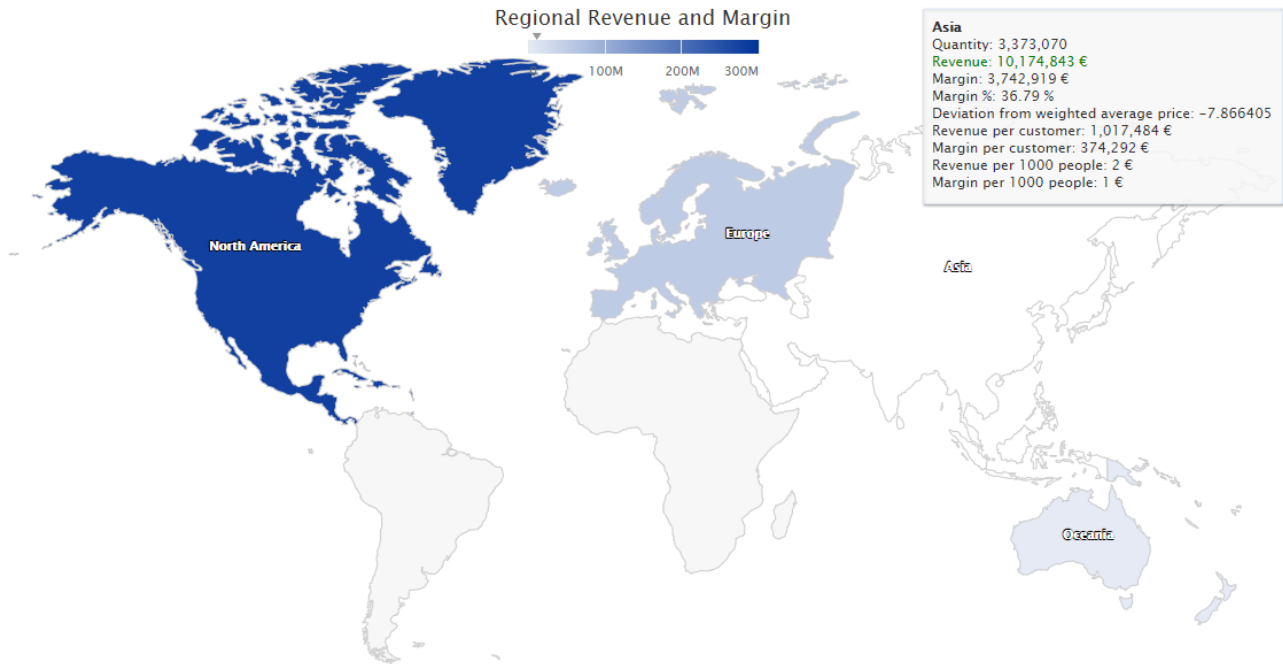 Regional Revenue and Margin
100M
200M
300M
Asia
Quantity: 3,373,070
Revenue: 10,174,843 €
Margin: 3,742,919 €
Margin %: 36.79 %
Deviation from weighted average price: −7.866405
Revenue per customer: 1,017,484 €
Margin per customer: 374,292 €
Revenue per 1000 people: 2 €
Margin per 1000 people: 1 €
North America
Europe
Asia
Oceania